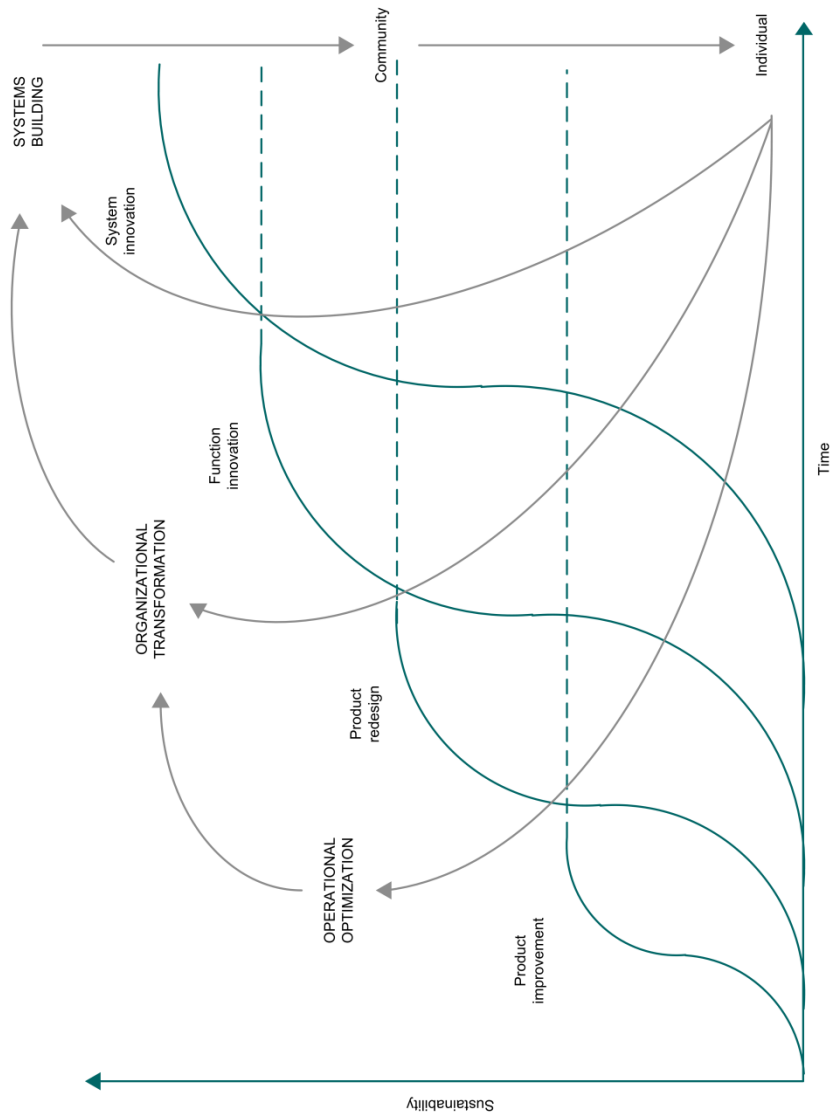 SYSTEMS
BUILDING
Community
Individual
System
innovation
Function
innovation
ORGANIZATIONAL
TRANSFORMATION
Product
redesign
OPERATIONAL
OPTIMIZATION
Product
improvement
Time
Sustainability